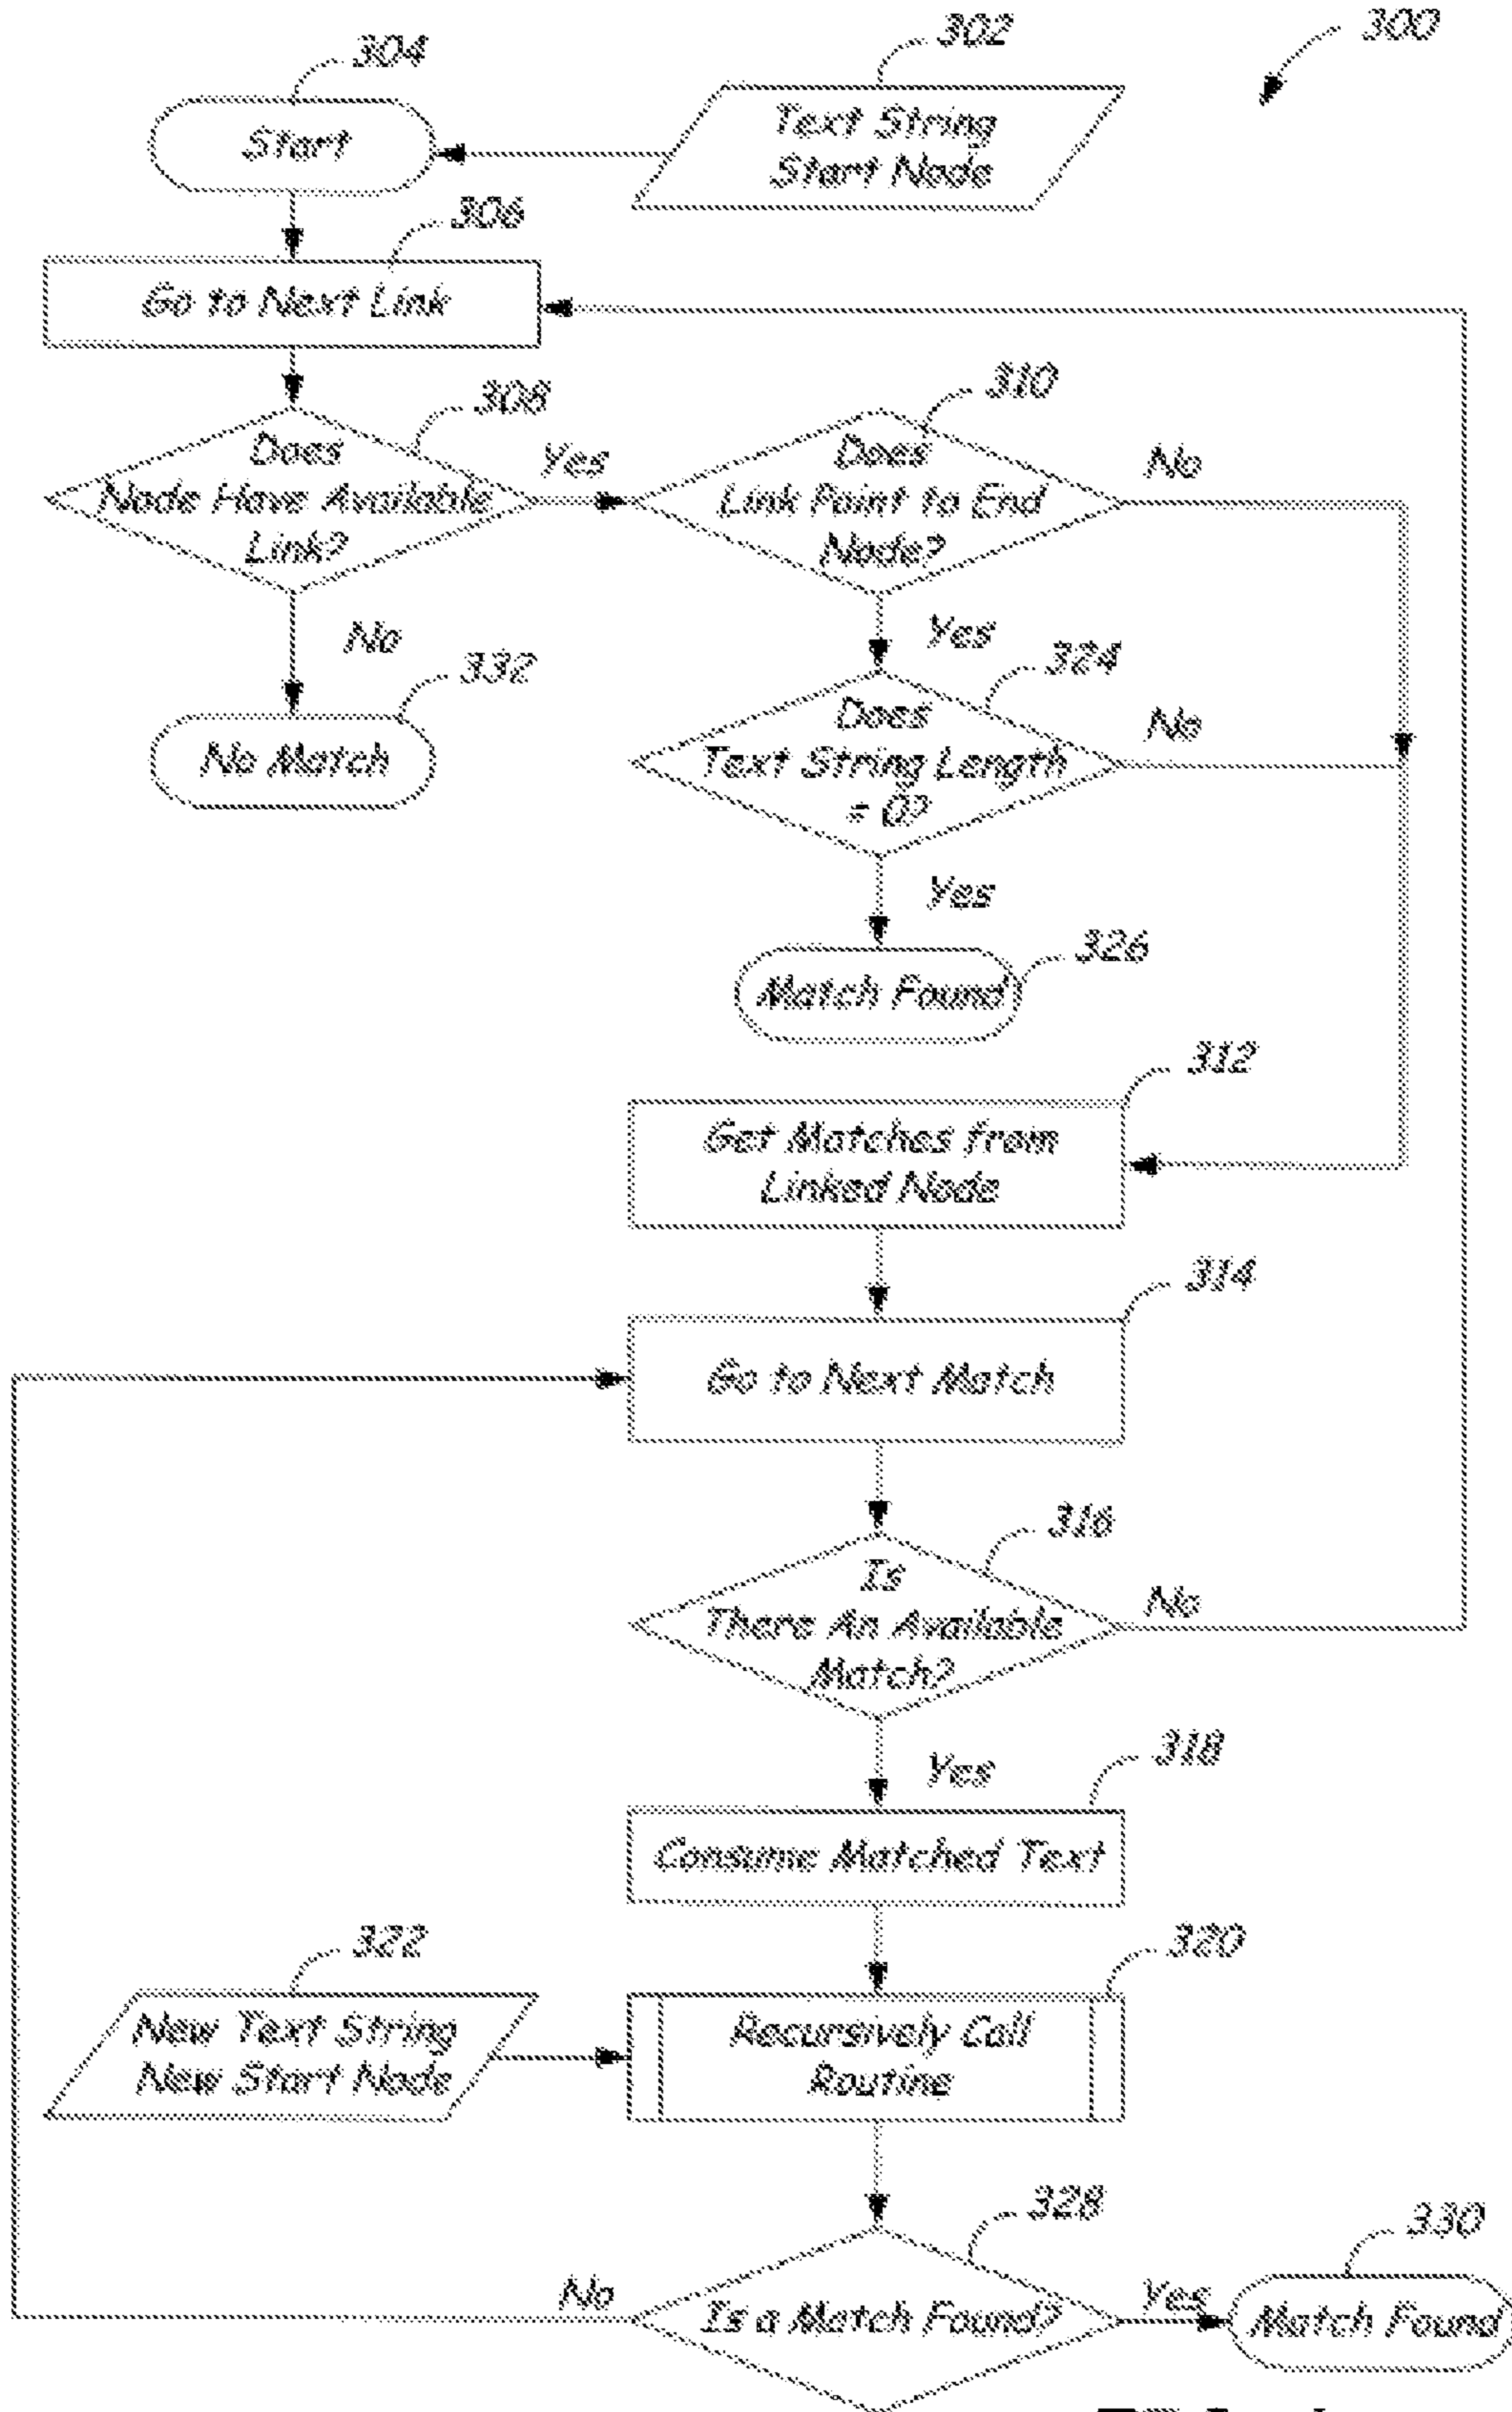 304
302
300
Start
Text String
Start Node
306
Go to Next Link
308
310
Does
Node Have Available
Link?
Yes
Does
Link Point to End
Node?
No
No
Yes
332
324
No Match
Does
Text String Length
= 0?
No
Yes
326
Match Found
312
Get Matches from
Linked Node
314
Go to Next Match
316
Is
There An Available
Match?
No
Yes
318
Consume Matched Text
322
320
New Text String
New Start Node
Recursively Call
Routine
328
330
No
Is a Match Found?
Yes
Match Found